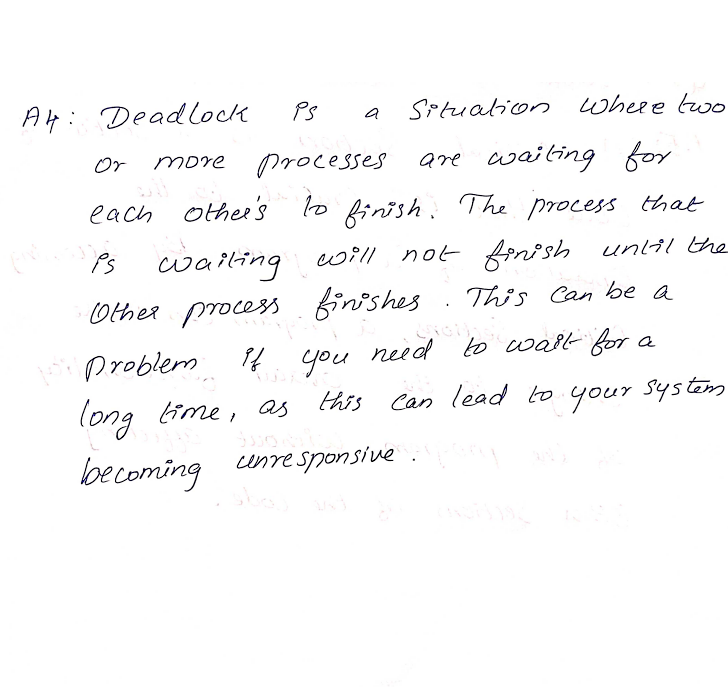 A4: Deadlock is a Situation where two
or more processes are waiting for
each other's to finish. The process that
is waiting will not finish until the
Other process finishes. This can be a
Problem if you need to wait for a
long time, as this can lead to your system
becoming unresponsive.